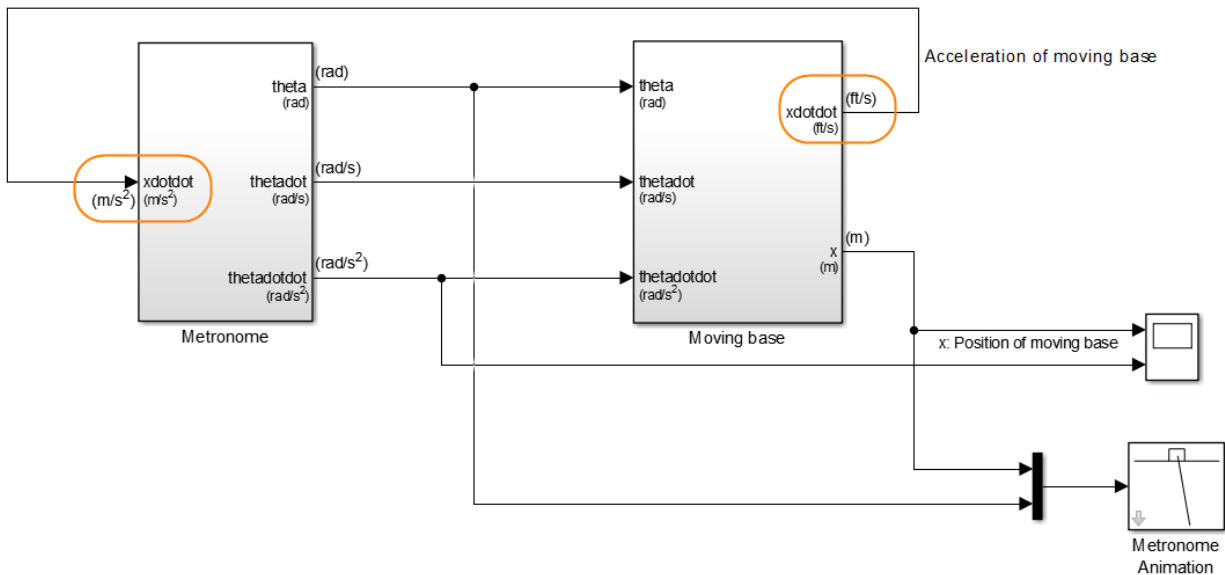 Acceleration of moving base
xdotdot
(m/s²)
(m/s²)
theta
(rad)
(rad)
thetadot
(rad/s)
(rad/s)
thetadotdot
(rad/s²)
(rad/s²)
Metronome
theta
(rad)
thetadot
(rad/s)
thetadotdot
(rad/s²)
xdotdot
(ft/s)
(ft/s)
x
(m)
(m)
Moving base
x: Position of moving base
Metronome
Animation